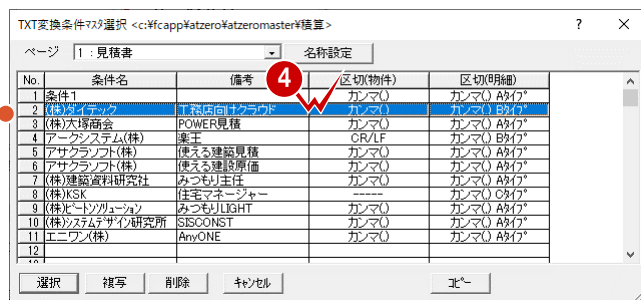 TXT変換条件ﾏｽﾀ選択 <c:¥fcapp¥atzero¥atzeromaster¥積算> ? ×
ページ 1：見積書 名称設定
No. 条件名 備考 区切(物件) 区切(明細)
4
1 条件1 カンマ(,) カンマ(,) Aﾀｲﾌﾟ
2 (株)ダイテック 工務店向けクラウド カンマ(,) カンマ(,) Bﾀｲﾌﾟ
3 (株)大塚商会 POWER見積 カンマ(,) カンマ(,) Aﾀｲﾌﾟ
4 アークシステム(株) 楽王 CR/LF カンマ(,) Bﾀｲﾌﾟ
5 アサクラソフト(株) 使える建築見積 カンマ(,) カンマ(,) Aﾀｲﾌﾟ
6 アサクラソフト(株) 使える建設原価 カンマ(,) カンマ(,) Aﾀｲﾌﾟ
7 (株)建築資料研究社 みつもり主任 カンマ(,) カンマ(,) Aﾀｲﾌﾟ
8 (株)KSK 住宅マネージャー ----- カンマ(,) Cﾀｲﾌﾟ
9 (株)ﾋﾞｰﾄﾝｿﾘｭｰｼｮﾝ みつもりLIGHT カンマ(,) カンマ(,) Aﾀｲﾌﾟ
10 (株)ｼｽﾃﾑﾃﾞｻﾞｲﾝ研究所 SISCONST カンマ(,) カンマ(,) Aﾀｲﾌﾟ
11 エニワン(株) AnyONE カンマ(,) カンマ(,) Aﾀｲﾌﾟ
12
選択 複写 削除 ｷｬﾝｾﾙ ｺﾋﾟｰ